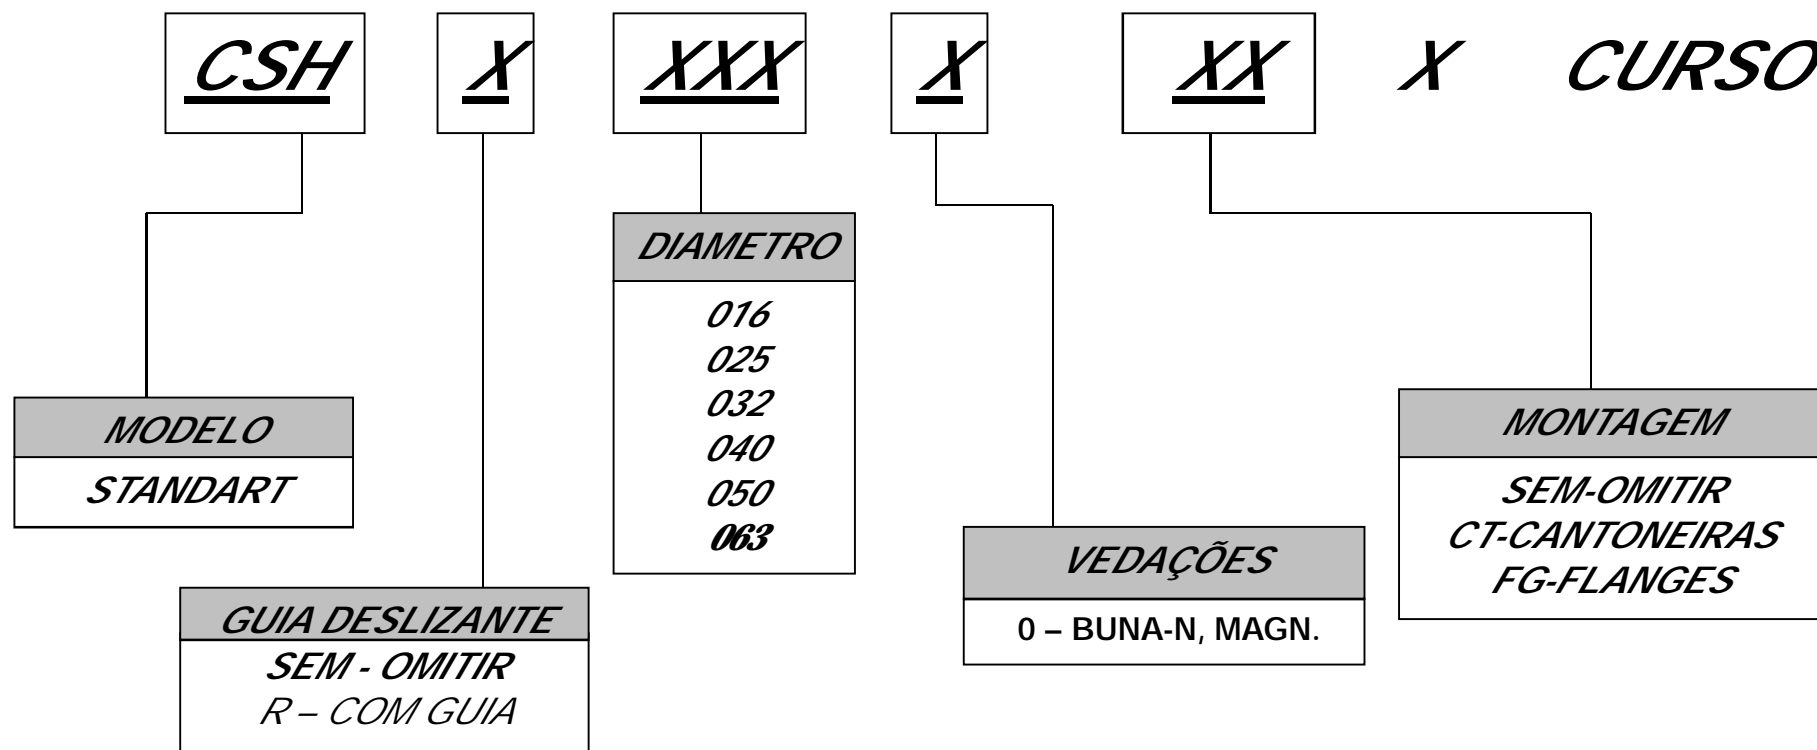 CSH X XXX X XX X CURSO
DIAMETRO
016
025
032
040
050
063
MODELO
STANDART
MONTAGEM
SEM-OMITIR
CT-CANTONEIRAS
FG-FLANGES
VEDAÇÕES
0 – BUNA-N, MAGN.
GUIA DESLIZANTE
SEM - OMITIR
R – COM GUIA